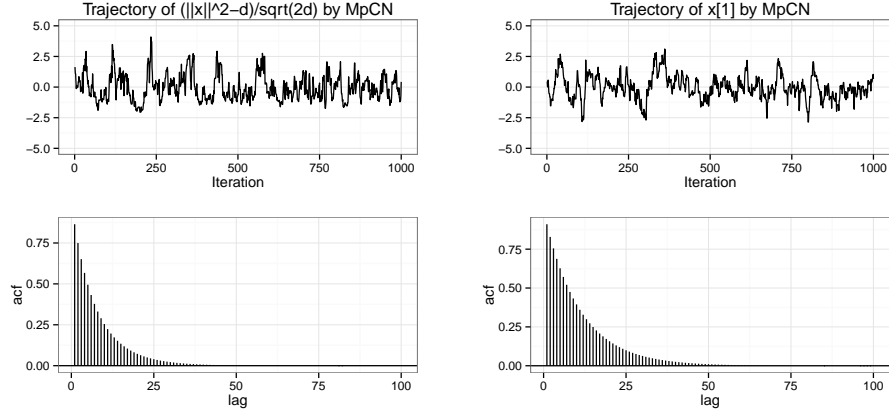 Trajectory of (||x||^2−d)/sqrt(2d) by MpCN
5.0
2.5
0.0
−2.5
−5.0
0 250 500 750 1000
Iteration
Trajectory of x[1] by MpCN
5.0
2.5
0.0
−2.5
−5.0
0 250 500 750 1000
Iteration
acf
0.75
0.50
0.25
0.00
0 25 50 75 100
lag
acf
0.75
0.50
0.25
0.00
0 25 50 75 100
lag